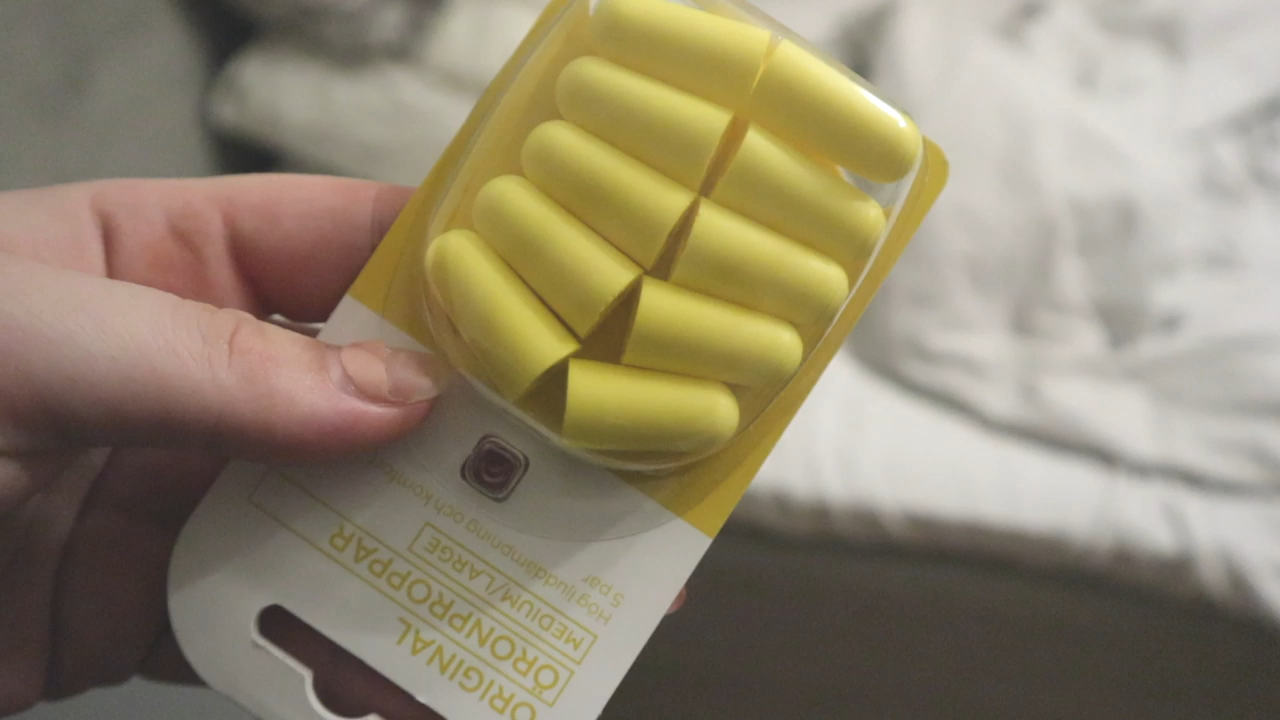 ORIGINAL
ÖRONPROPPAR
MEDIUM/LARGE
Hög ljuddämpning och komfort
5 par